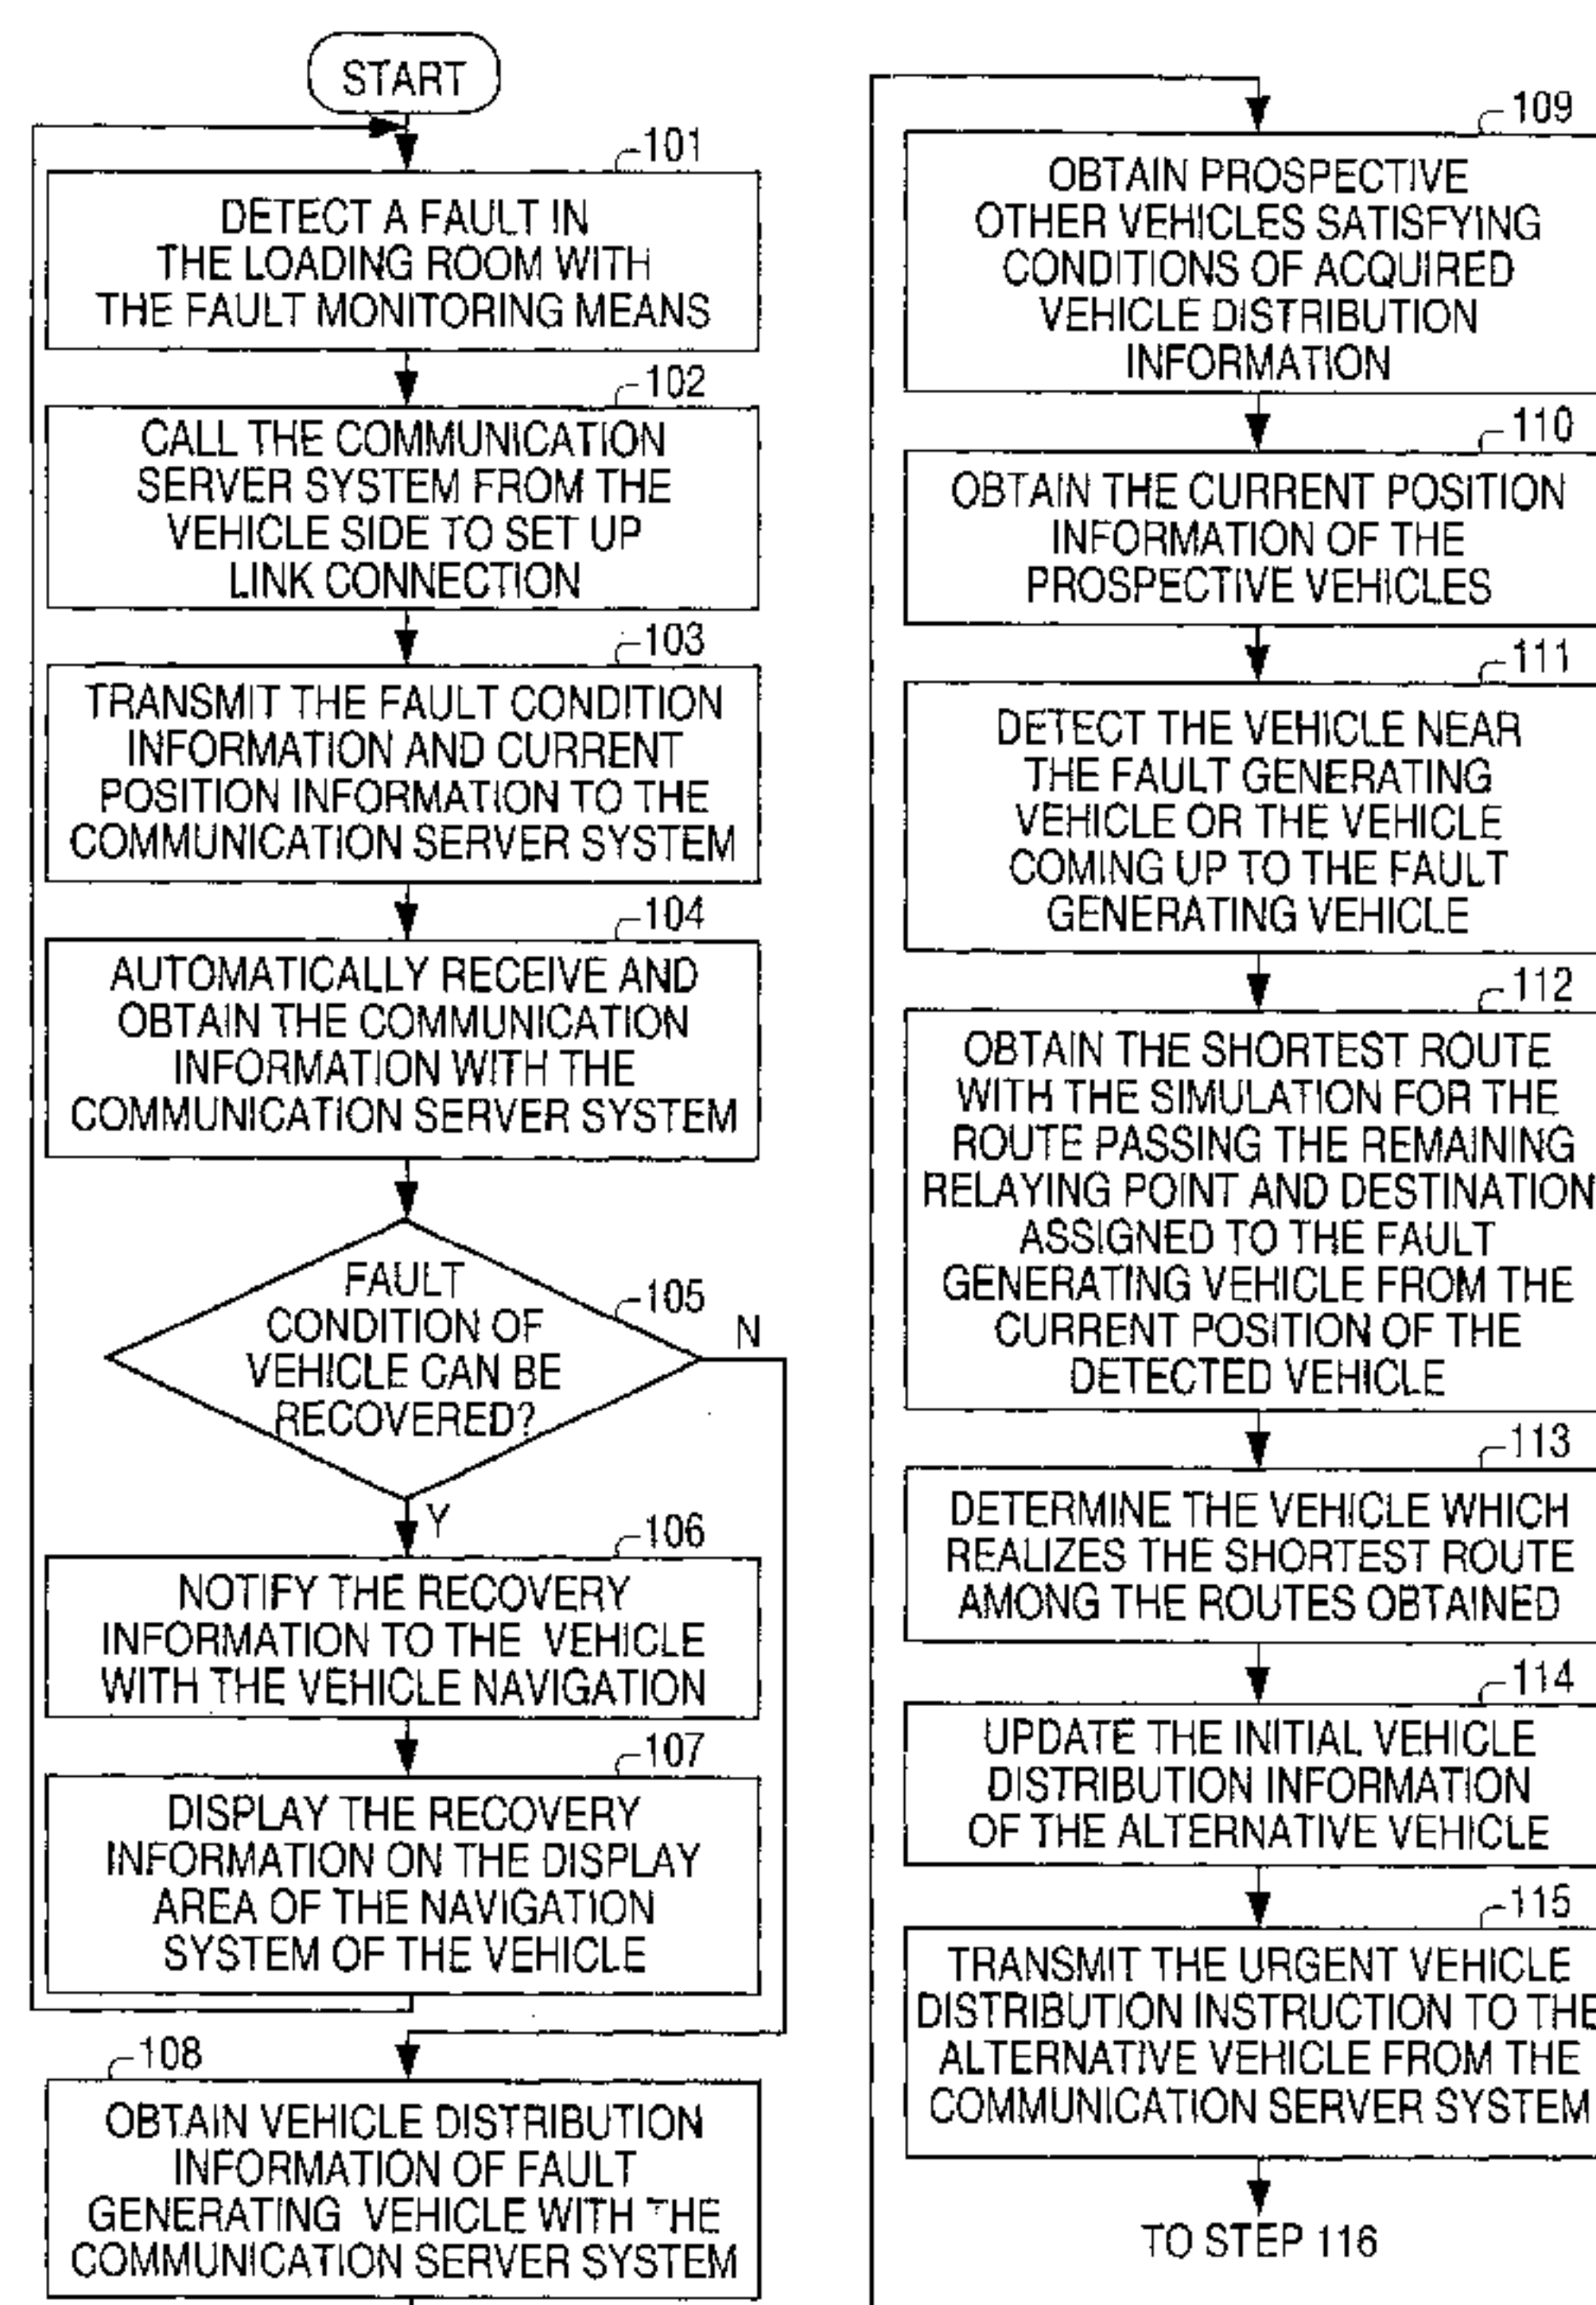 START
101
DETECT A FAULT IN
THE LOADING ROOM WITH
THE FAULT MONITORING MEANS
102
CALL THE COMMUNICATION
SERVER SYSTEM FROM THE
VEHICLE SIDE TO SET UP
LINK CONNECTION
103
TRANSMIT THE FAULT CONDITION
INFORMATION AND CURRENT
POSITION INFORMATION TO THE
COMMUNICATION SERVER SYSTEM
104
AUTOMATICALLY RECEIVE AND
OBTAIN THE COMMUNICATION
INFORMATION WITH THE
COMMUNICATION SERVER SYSTEM
105
FAULT
CONDITION OF
VEHICLE CAN BE
RECOVERED?
N
Y
106
NOTIFY THE RECOVERY
INFORMATION TO THE VEHICLE
WITH THE VEHICLE NAVIGATION
107
DISPLAY THE RECOVERY
INFORMATION ON THE DISPLAY
AREA OF THE NAVIGATION
SYSTEM OF THE VEHICLE
108
OBTAIN VEHICLE DISTRIBUTION
INFORMATION OF FAULT
GENERATING VEHICLE WITH THE
COMMUNICATION SERVER SYSTEM
109
OBTAIN PROSPECTIVE
OTHER VEHICLES SATISFYING
CONDITIONS OF ACQUIRED
VEHICLE DISTRIBUTION
INFORMATION
110
OBTAIN THE CURRENT POSITION
INFORMATION OF THE
PROSPECTIVE VEHICLES
111
DETECT THE VEHICLE NEAR
THE FAULT GENERATING
VEHICLE OR THE VEHICLE
COMING UP TO THE FAULT
GENERATING VEHICLE
112
OBTAIN THE SHORTEST ROUTE
WITH THE SIMULATION FOR THE
ROUTE PASSING THE REMAINING
RELAYING POINT AND DESTINATION
ASSIGNED TO THE FAULT
GENERATING VEHICLE FROM THE
CURRENT POSITION OF THE
DETECTED VEHICLE
113
DETERMINE THE VEHICLE WHICH
REALIZES THE SHORTEST ROUTE
AMONG THE ROUTES OBTAINED
114
UPDATE THE INITIAL VEHICLE
DISTRIBUTION INFORMATION
OF THE ALTERNATIVE VEHICLE
115
TRANSMIT THE URGENT VEHICLE
DISTRIBUTION INSTRUCTION TO THE
ALTERNATIVE VEHICLE FROM THE
COMMUNICATION SERVER SYSTEM
TO STEP 116